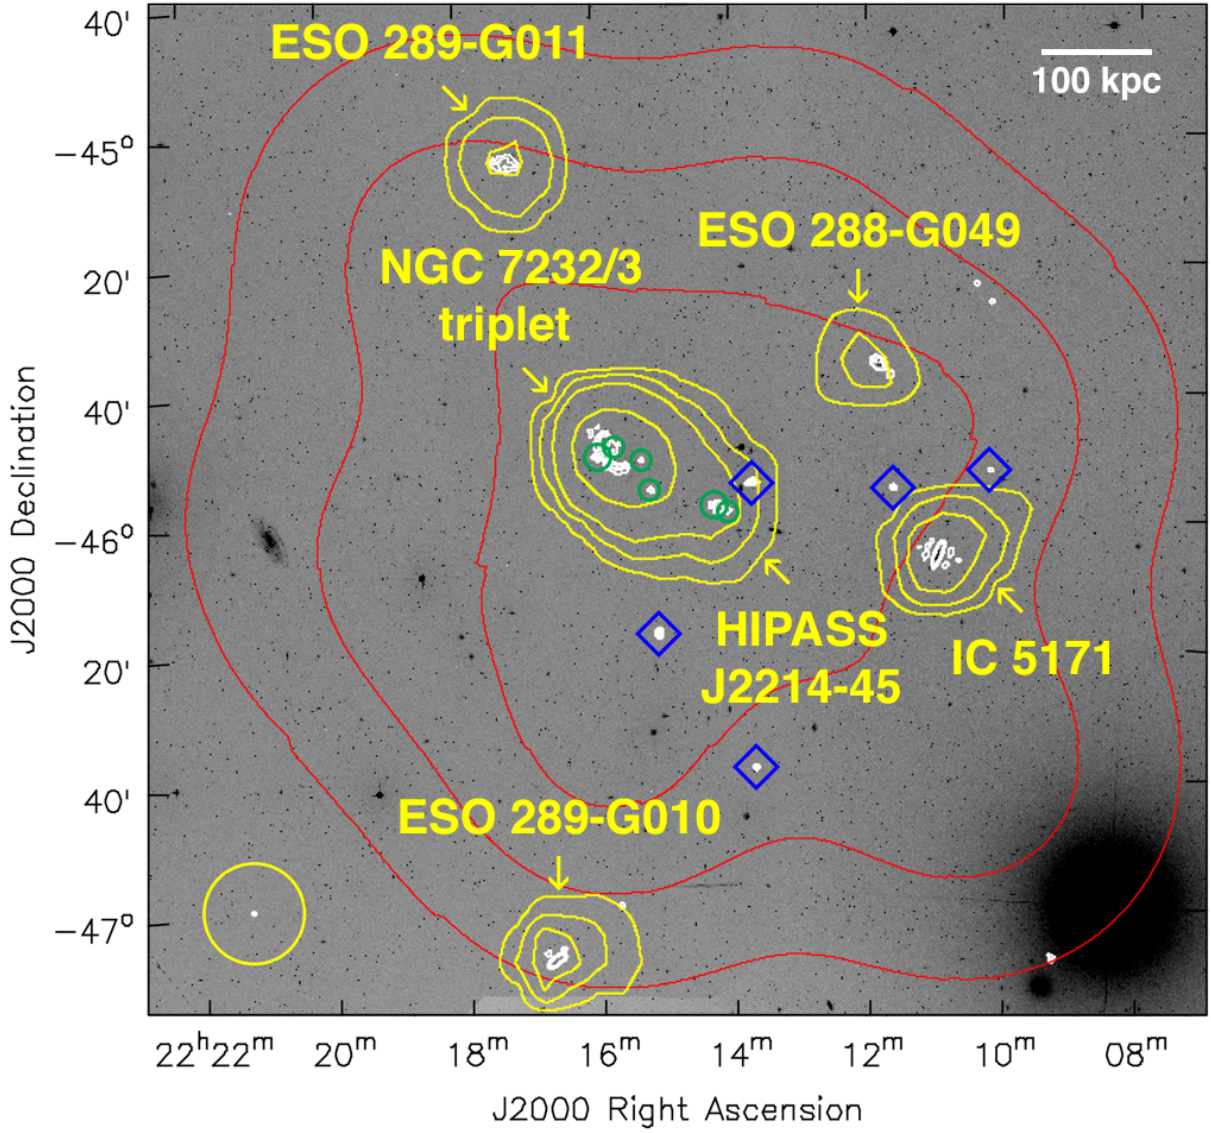 40'
ESO 289-G011
100 kpc
−45°
ESO 288-G049
NGC 7232/3
triplet
20'
40'
−46°
HIPASS
J2214-45
IC 5171
20'
40'
ESO 289-G010
−47°
J2000 Declination
22ʰ22ᵐ 20ᵐ 18ᵐ 16ᵐ 14ᵐ 12ᵐ 10ᵐ 08ᵐ
J2000 Right Ascension